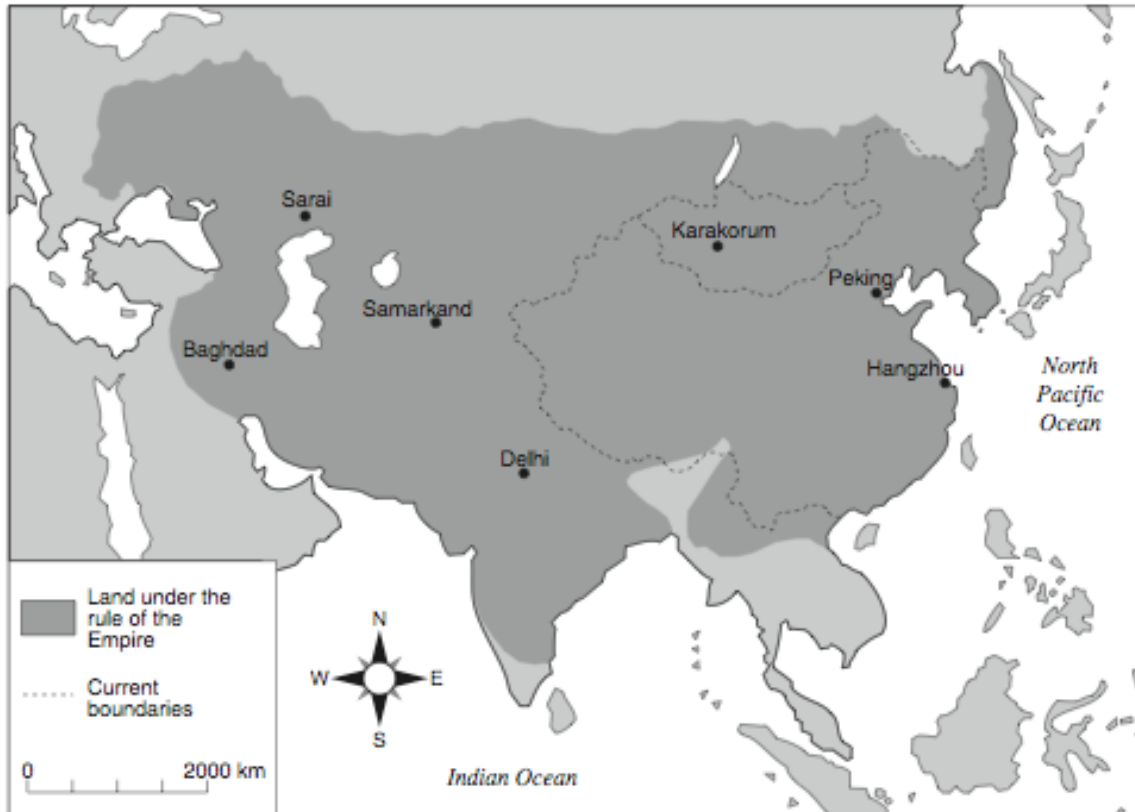 Sarai
Karakorum
Peking
Samarkand
Baghdad
Hangzhou
North
Pacific
Ocean
Delhi
Land under the
rule of the
Empire
Current
boundaries
0 2000 km
N
W E
S
Indian Ocean